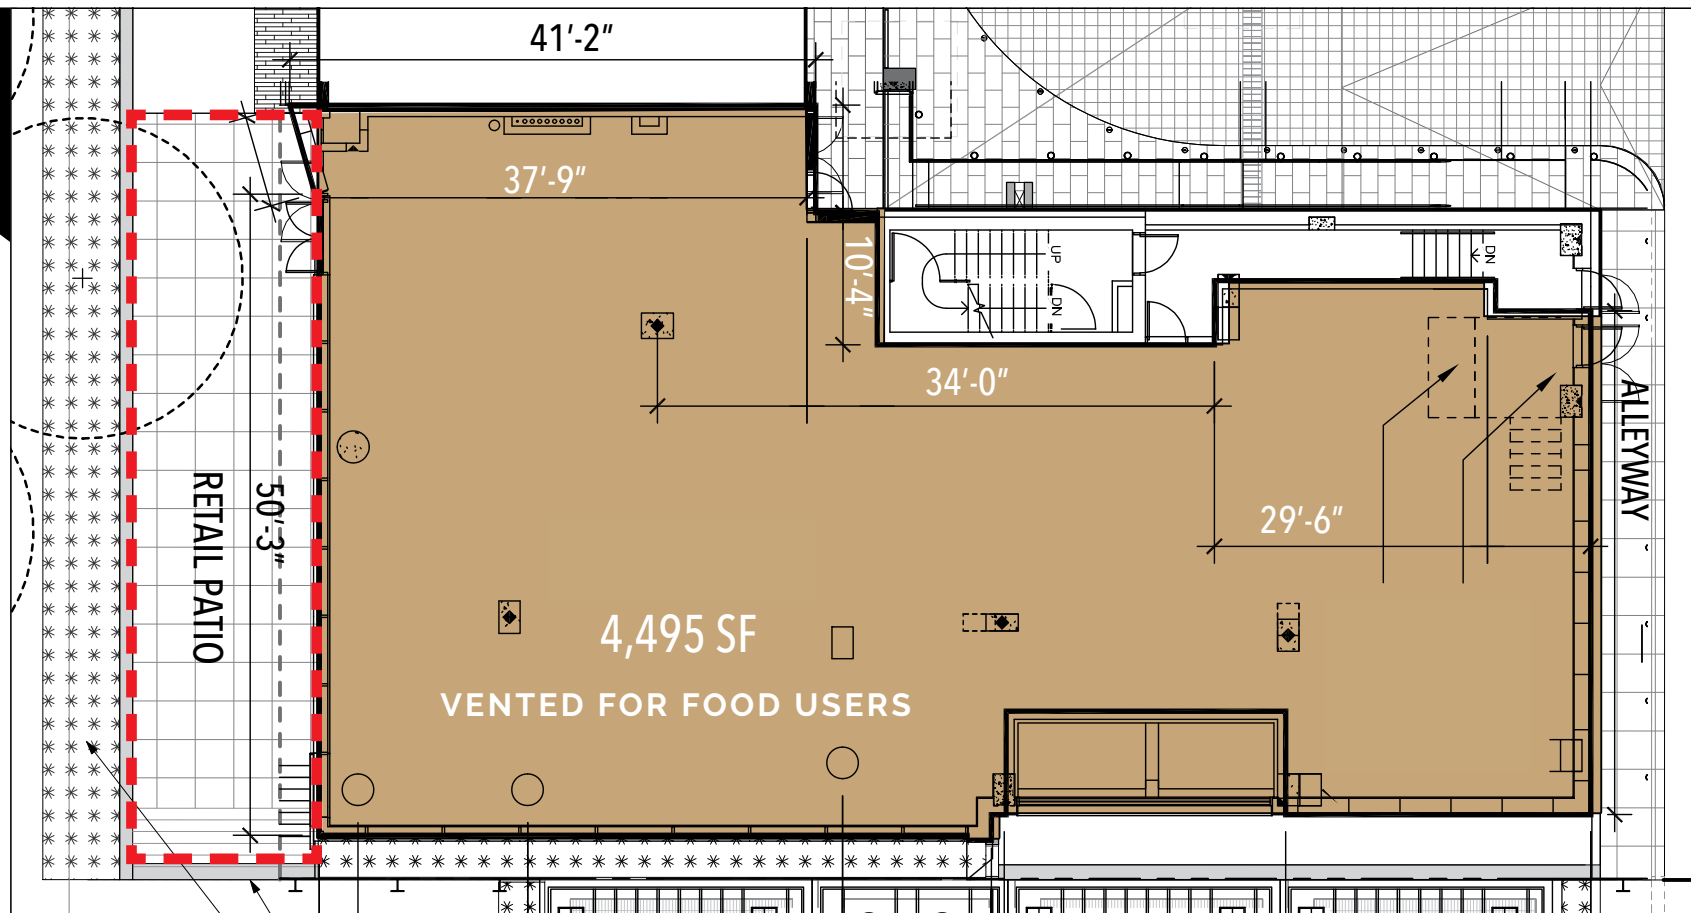 41′-2″
37′-9″
10′-4″
UP
DN
DN
34′-0″
ALLEYWAY
RETAIL PATIO
50′-3″
29′-6″
4,495 SF
VENTED FOR FOOD USERS